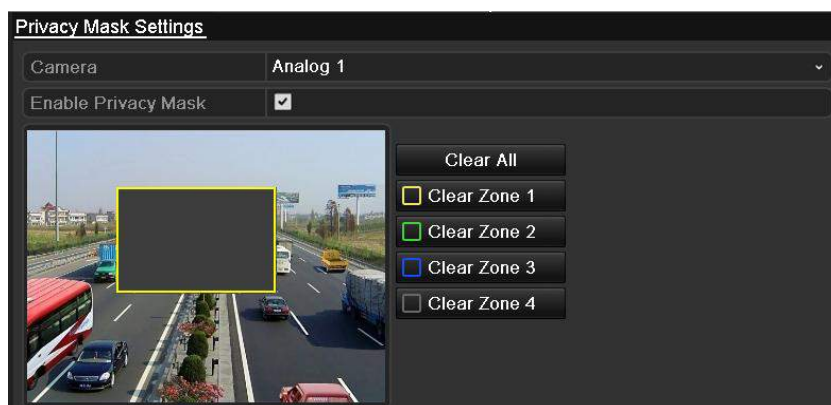 Privacy Mask Settings
Camera
Analog 1
Enable Privacy Mask
Clear All
Clear Zone 1
Clear Zone 2
Clear Zone 3
Clear Zone 4